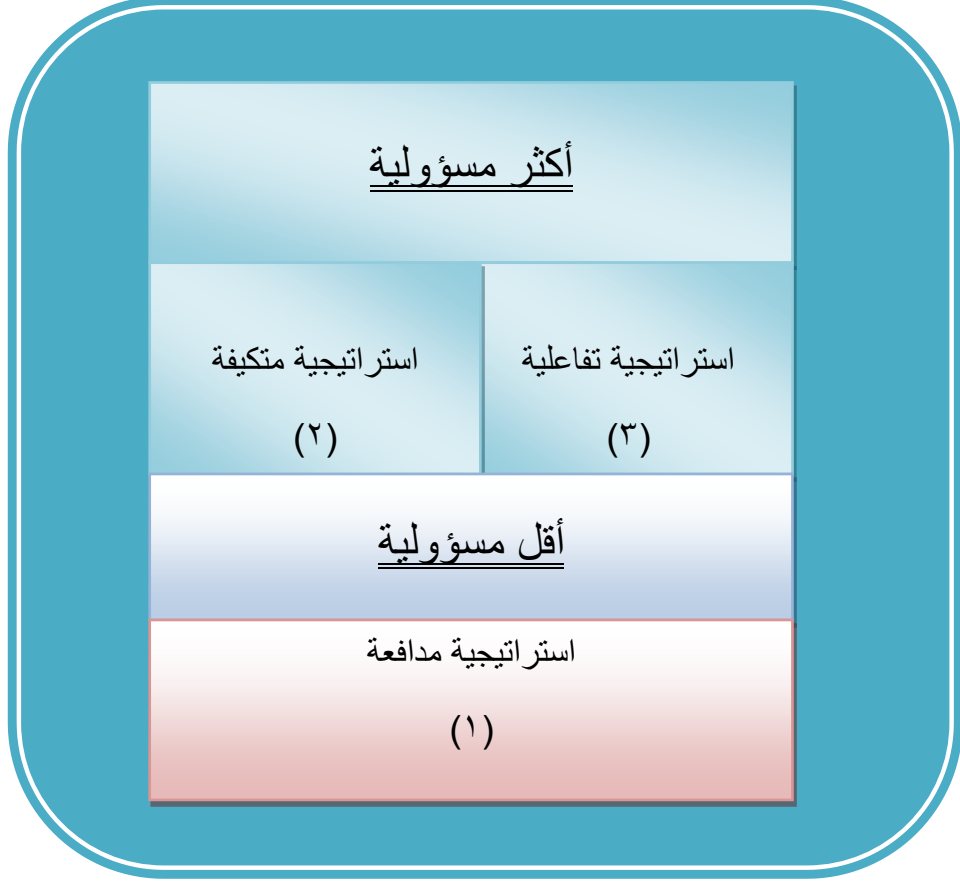 أكثر مسؤولية
استراتيجية تفاعلية
(٣)
استراتيجية متكيفة
(٢)
أقل مسؤولية
استراتيجية مدافعة
(١)